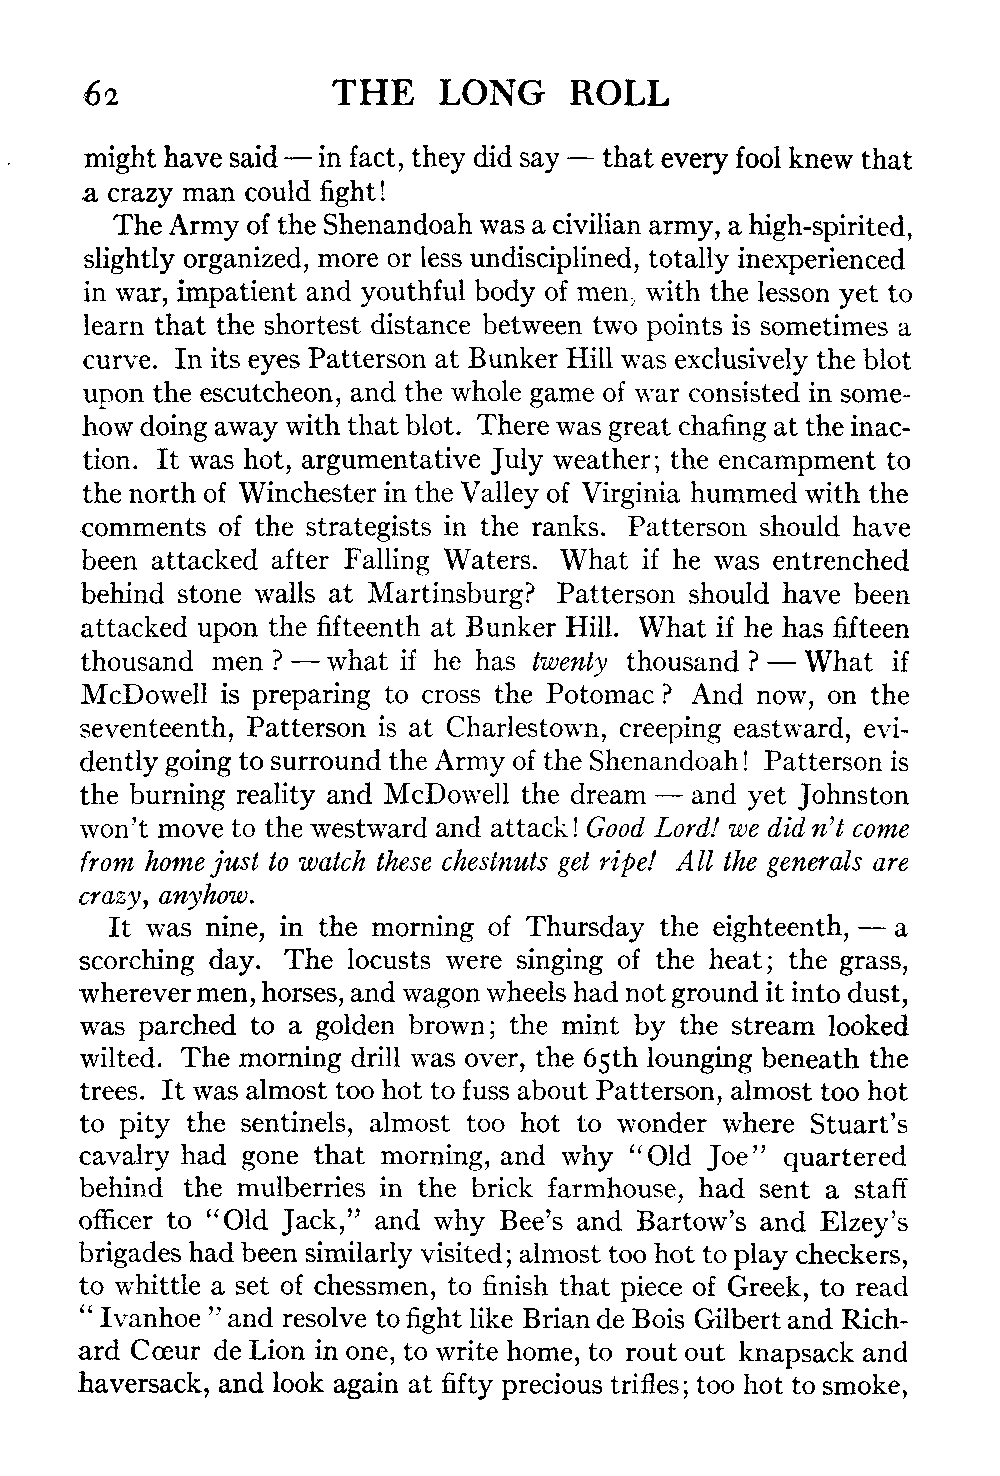 62 THE LONG ROLL
might have said — in fact, they did say — that every fool knew that
a crazy man could fight!
The Army of the Shenandoah was a civilian army, a high-spirited,
slightly organized, more or less undisciplined, totally inexperienced
in war, impatient and youthful body of men, with the lesson yet to
learn that the shortest distance between two points is sometimes a
curve. In its eyes Patterson at Bunker Hill was exclusively the blot
upon the escutcheon, and the whole game of war consisted in some-
how doing away with that blot. There was great chafing at the inac-
tion. It was hot, argumentative July weather; the encampment to
the north of Winchester in the Valley of Virginia hummed with the
comments of the strategists in the ranks. Patterson should have
been attacked after Falling Waters. What if he was entrenched
behind stone walls at Martinsburg? Patterson should have been
attacked upon the fifteenth at Bunker Hill. What if he has fifteen
thousand men? — what if he has twenty thousand? — What if
McDowell is preparing to cross the Potomac? And now, on the
seventeenth, Patterson is at Charlestown, creeping eastward, evi-
dently going to surround the Army of the Shenandoah! Patterson is
the burning reality and McDowell the dream — and yet Johnston
won't move to the westward and attack! Good Lord! we did n't come
from home just to watch these chestnuts get ripe! All the generals are
crazy, anyhow.
It was nine, in the morning of Thursday the eighteenth, — a
scorching day. The locusts were singing of the heat; the grass,
wherever men, horses, and wagon wheels had not ground it into dust,
was parched to a golden brown; the mint by the stream looked
wilted. The morning drill was over, the 65th lounging beneath the
trees. It was almost too hot to fuss about Patterson, almost too hot
to pity the sentinels, almost too hot to wonder where Stuart's
cavalry had gone that morning, and why "Old Joe" quartered
behind the mulberries in the brick farmhouse, had sent a staff
officer to "Old Jack," and why Bee's and Bartow's and Elzey's
brigades had been similarly visited; almost too hot to play checkers,
to whittle a set of chessmen, to finish that piece of Greek, to read
"Ivanhoe" and resolve to fight like Brian de Bois Gilbert and Rich-
ard Cœur de Lion in one, to write home, to rout out knapsack and
haversack, and look again at fifty precious trifles; too hot to smoke,